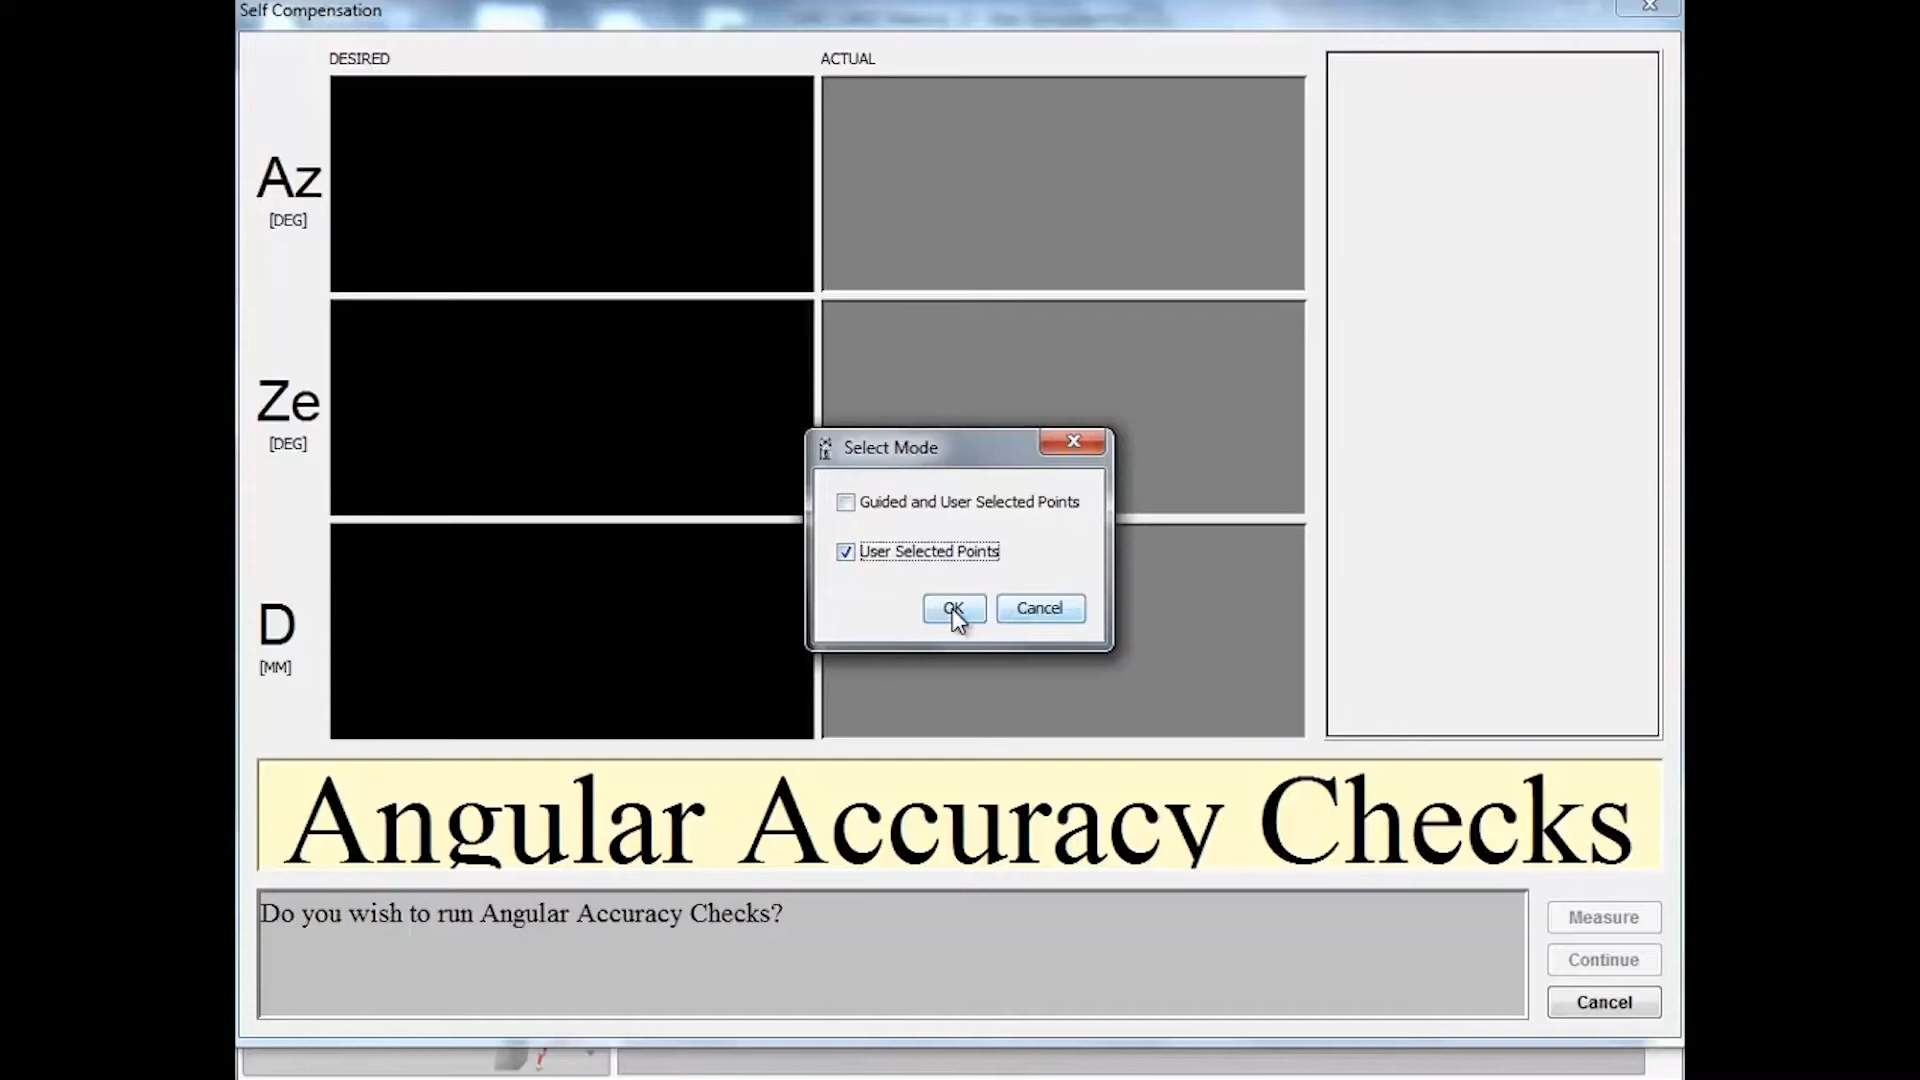 Self Compensation
DESIRED
ACTUAL
Az
[DEG]
Ze
[DEG]
D
[MM]
Select Mode
Guided and User Selected Points
User Selected Points
OK
Cancel
Angular Accuracy Checks
Do you wish to run Angular Accuracy Checks?
Measure
Continue
Cancel